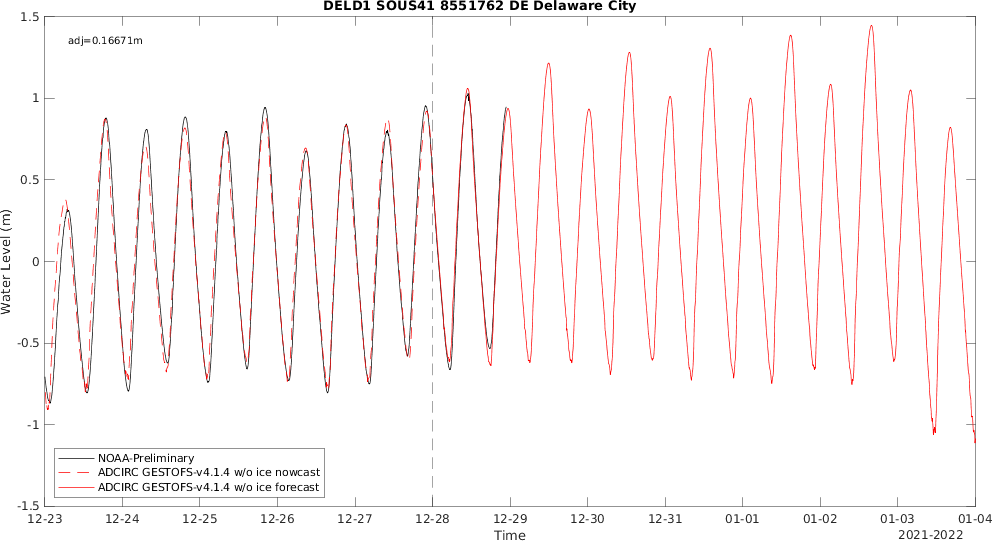 DELD1 SOUS41 8551762 DE Delaware City
adj=0.16671m
1.5
1
0.5
0
-0.5
-1
-1.5
Water Level (m)
NOAA-Preliminary
ADCIRC GESTOFS-v4.1.4 w/o ice nowcast
ADCIRC GESTOFS-v4.1.4 w/o ice forecast
12-23 12-24 12-25 12-26 12-27 12-28 12-29 12-30 12-31 01-01 01-02 01-03 01-04
Time
2021-2022